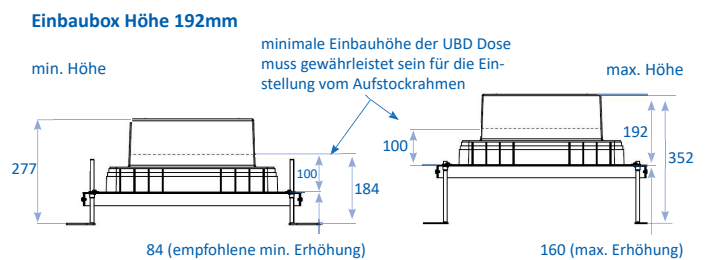 Einbaubox Höhe 192mm
minimale Einbauhöhe der UBD Dose
muss gewährleistet sein für die Ein-
stellung vom Aufstockrahmen
min. Höhe
max. Höhe
277
100
184
100
192
352
84 (empfohlene min. Erhöhung)
160 (max. Erhöhung)